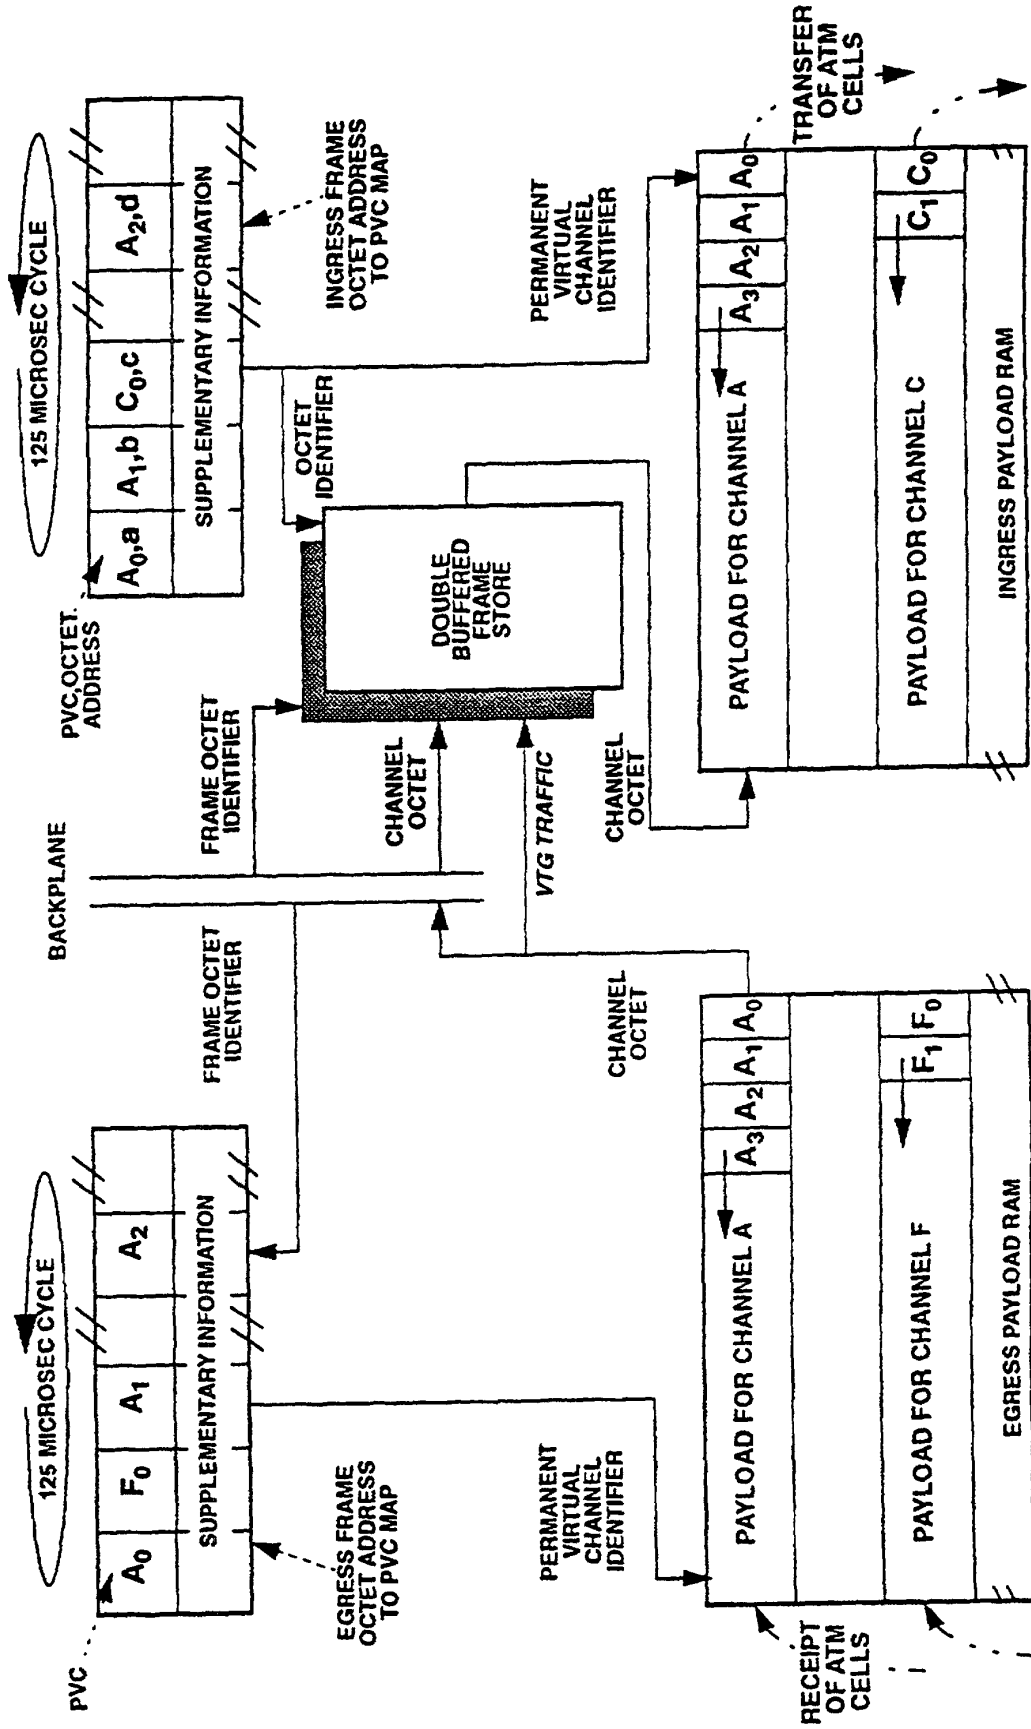 125 MICROSEC CYCLE
PVC
A0
F0
A1
A2
SUPPLEMENTARY INFORMATION
EGRESS FRAME
OCTET ADDRESS
TO PVC MAP
FRAME OCTET
IDENTIFIER
BACKPLANE
FRAME OCTET
IDENTIFIER
CHANNEL
OCTET
VTG TRAFFIC
125 MICROSEC CYCLE
PVC,OCTET.
ADDRESS
A0,a
A1,b
C0,c
A2,d
SUPPLEMENTARY INFORMATION
INGRESS FRAME
OCTET ADDRESS
TO PVC MAP
OCTET
IDENTIFIER
DOUBLE
BUFFERED
FRAME
STORE
PERMANENT
VIRTUAL
CHANNEL
IDENTIFIER
PERMANENT
VIRTUAL
CHANNEL
IDENTIFIER
CHANNEL
OCTET
CHANNEL
OCTET
RECEIPT
OF ATM
CELLS
PAYLOAD FOR CHANNEL A
A3 A2 A1 A0
PAYLOAD FOR CHANNEL F
F1 F0
EGRESS PAYLOAD RAM
PAYLOAD FOR CHANNEL A
A3 A2 A1 A0
PAYLOAD FOR CHANNEL C
C1 C0
INGRESS PAYLOAD RAM
TRANSFER
OF ATM
CELLS